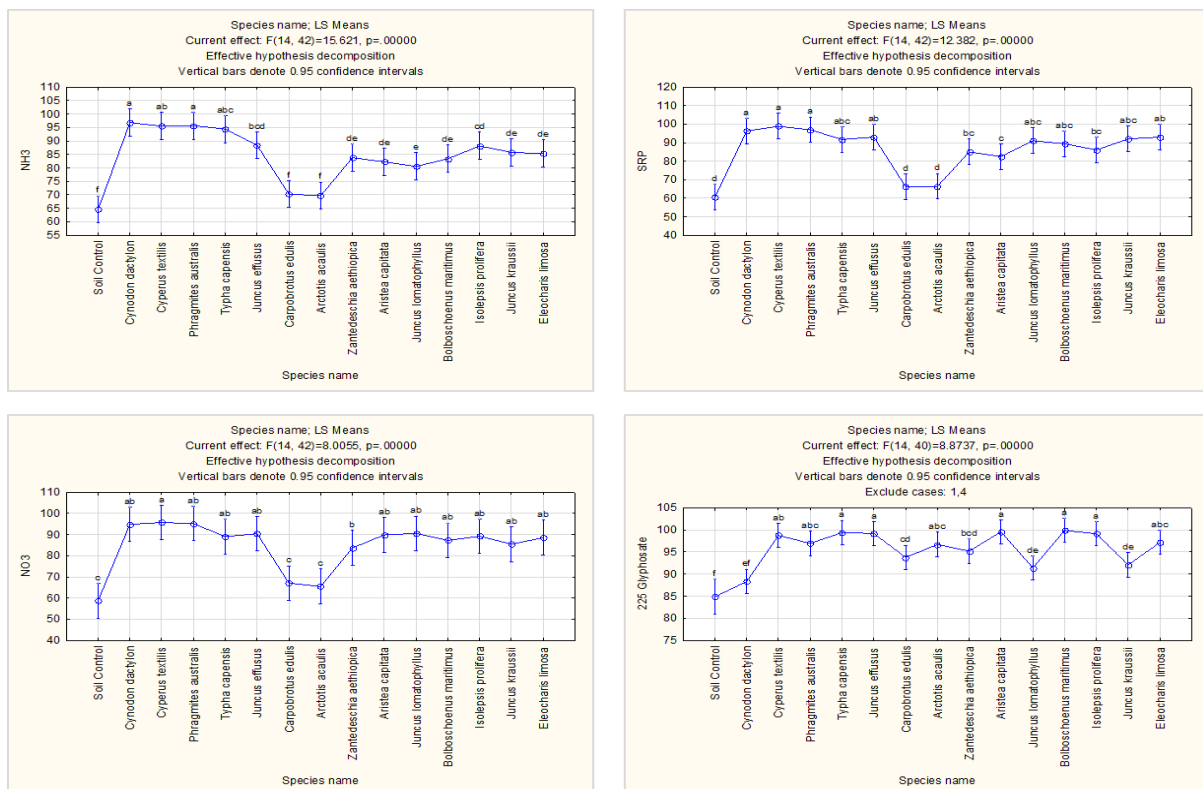 Species name; LS Means
Current effect: F(14, 42)=15.621, p=.00000
Effective hypothesis decomposition
Vertical bars denote 0.95 confidence intervals
110
105
100
95
90
85
80
75
70
65
60
55
NH3
f
a
ab
a
abc
bcd
f
f
de
de
e
de
cd
de
de
Soil Control
Cynodon dactylon
Cyperus textilis
Phragmites australis
Typha capensis
Juncus effusus
Carpobrotus edulis
Arctotis acaulis
Zantedeschia aethiopica
Aristea capitata
Juncus lomatophyllus
Bolboschoenus maritimus
Isolepsis prolifera
Juncus kraussii
Eleocharis limosa
Species name
Species name; LS Means
Current effect: F(14, 42)=12.382, p=.00000
Effective hypothesis decomposition
Vertical bars denote 0.95 confidence intervals
120
110
100
90
80
70
60
50
40
SRP
d
a
a
a
abc
ab
d
d
bc
c
abc
abc
bc
abc
ab
Soil Control
Cynodon dactylon
Cyperus textilis
Phragmites australis
Typha capensis
Juncus effusus
Carpobrotus edulis
Arctotis acaulis
Zantedeschia aethiopica
Aristea capitata
Juncus lomatophyllus
Bolboschoenus maritimus
Isolepsis prolifera
Juncus kraussii
Eleocharis limosa
Species name
Species name; LS Means
Current effect: F(14, 42)=8.0055, p=.00000
Effective hypothesis decomposition
Vertical bars denote 0.95 confidence intervals
110
100
90
80
70
60
50
40
NO3
c
ab
a
ab
ab
ab
c
c
b
ab
ab
ab
ab
ab
ab
Soil Control
Cynodon dactylon
Cyperus textilis
Phragmites australis
Typha capensis
Juncus effusus
Carpobrotus edulis
Arctotis acaulis
Zantedeschia aethiopica
Aristea capitata
Juncus lomatophyllus
Bolboschoenus maritimus
Isolepsis prolifera
Juncus kraussii
Eleocharis limosa
Species name
Species name; LS Means
Current effect: F(14, 40)=8.8737, p=.00000
Effective hypothesis decomposition
Vertical bars denote 0.95 confidence intervals
Exclude cases: 1,4
105
100
95
90
85
80
75
225 Glyphosate
f
ef
ab
abc
a
a
cd
abc
bcd
a
de
a
a
de
abc
Soil Control
Cynodon dactylon
Cyperus textilis
Phragmites australis
Typha capensis
Juncus effusus
Carpobrotus edulis
Arctotis acaulis
Zantedeschia aethiopica
Aristea capitata
Juncus lomatophyllus
Bolboschoenus maritimus
Isolepsis prolifera
Juncus kraussii
Eleocharis limosa
Species name